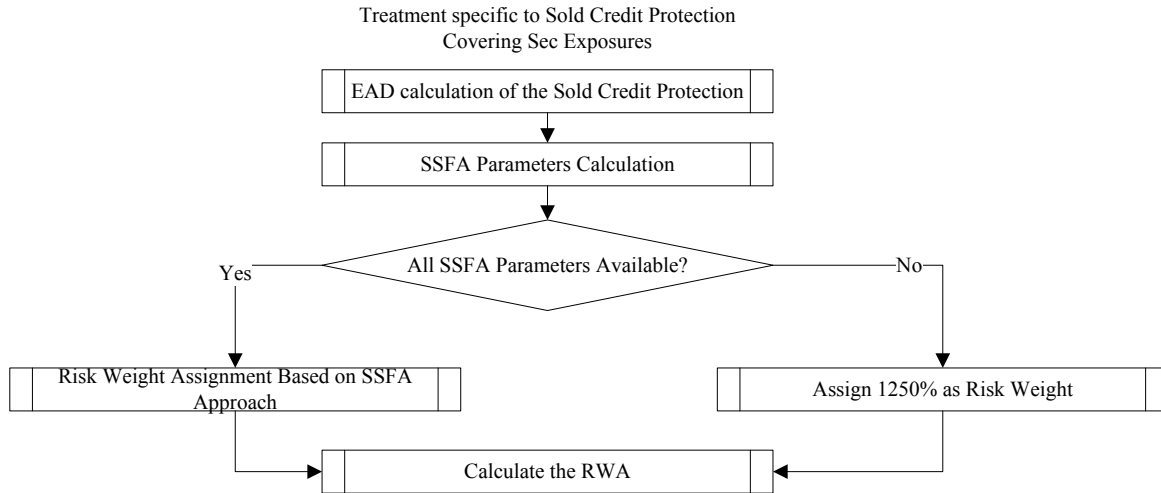 Treatment specific to Sold Credit Protection
Covering Sec Exposures
EAD calculation of the Sold Credit Protection
SSFA Parameters Calculation
All SSFA Parameters Available?
Yes
No
Risk Weight Assignment Based on SSFA
Approach
Assign 1250% as Risk Weight
Calculate the RWA